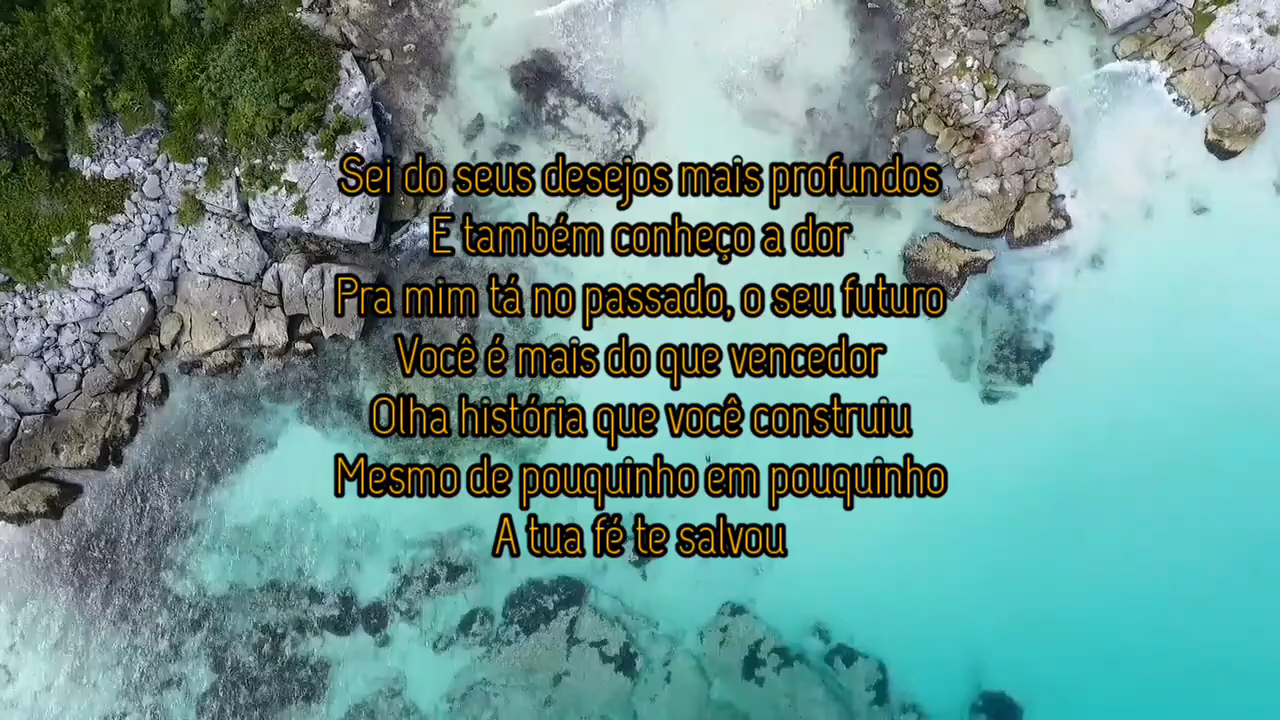 Sei do seus desejos mais profundos
E também conheço a dor
Pra mim tá no passado, o seu futuro
Você é mais do que vencedor
Olha história que você construiu
Mesmo de pouquinho em pouquinho
A tua fé te salvou